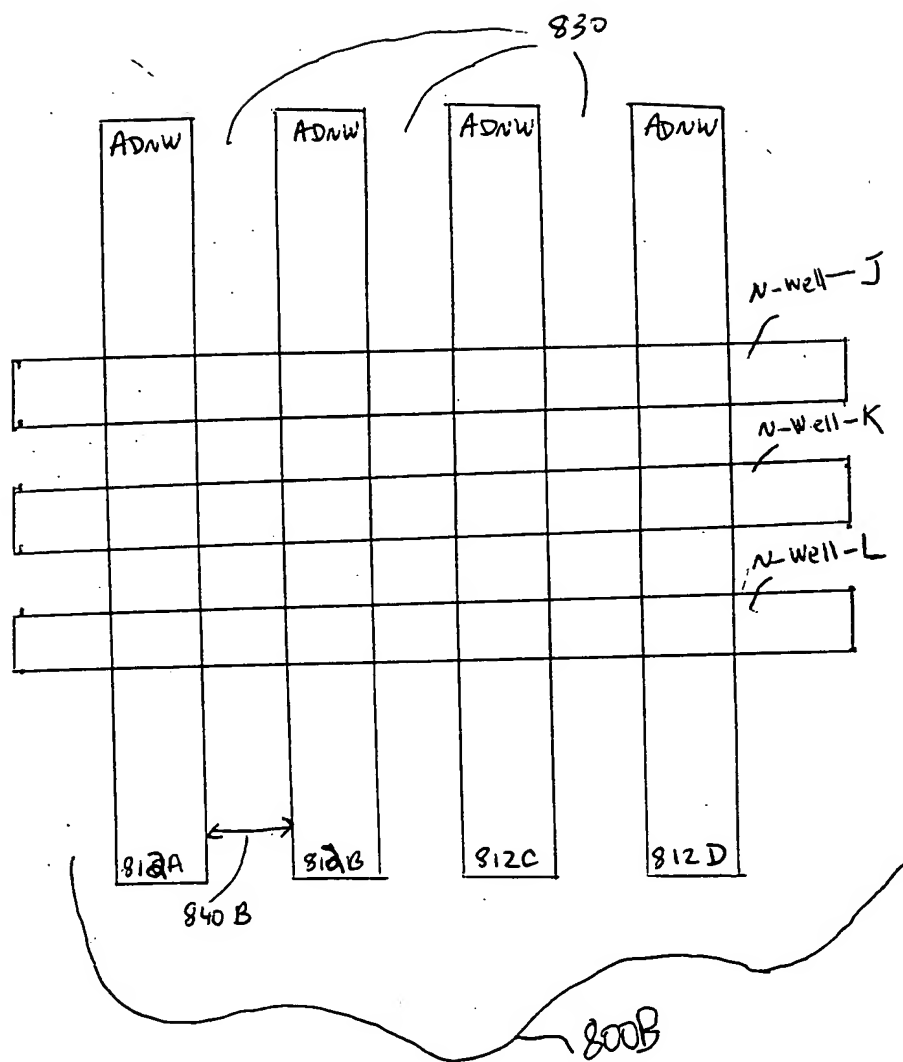 830
ADNW ADNW ADNW ADNW
N-Well-J
N-Well-K
N-Well-L
812A 812B 812C 812D
840B
800B